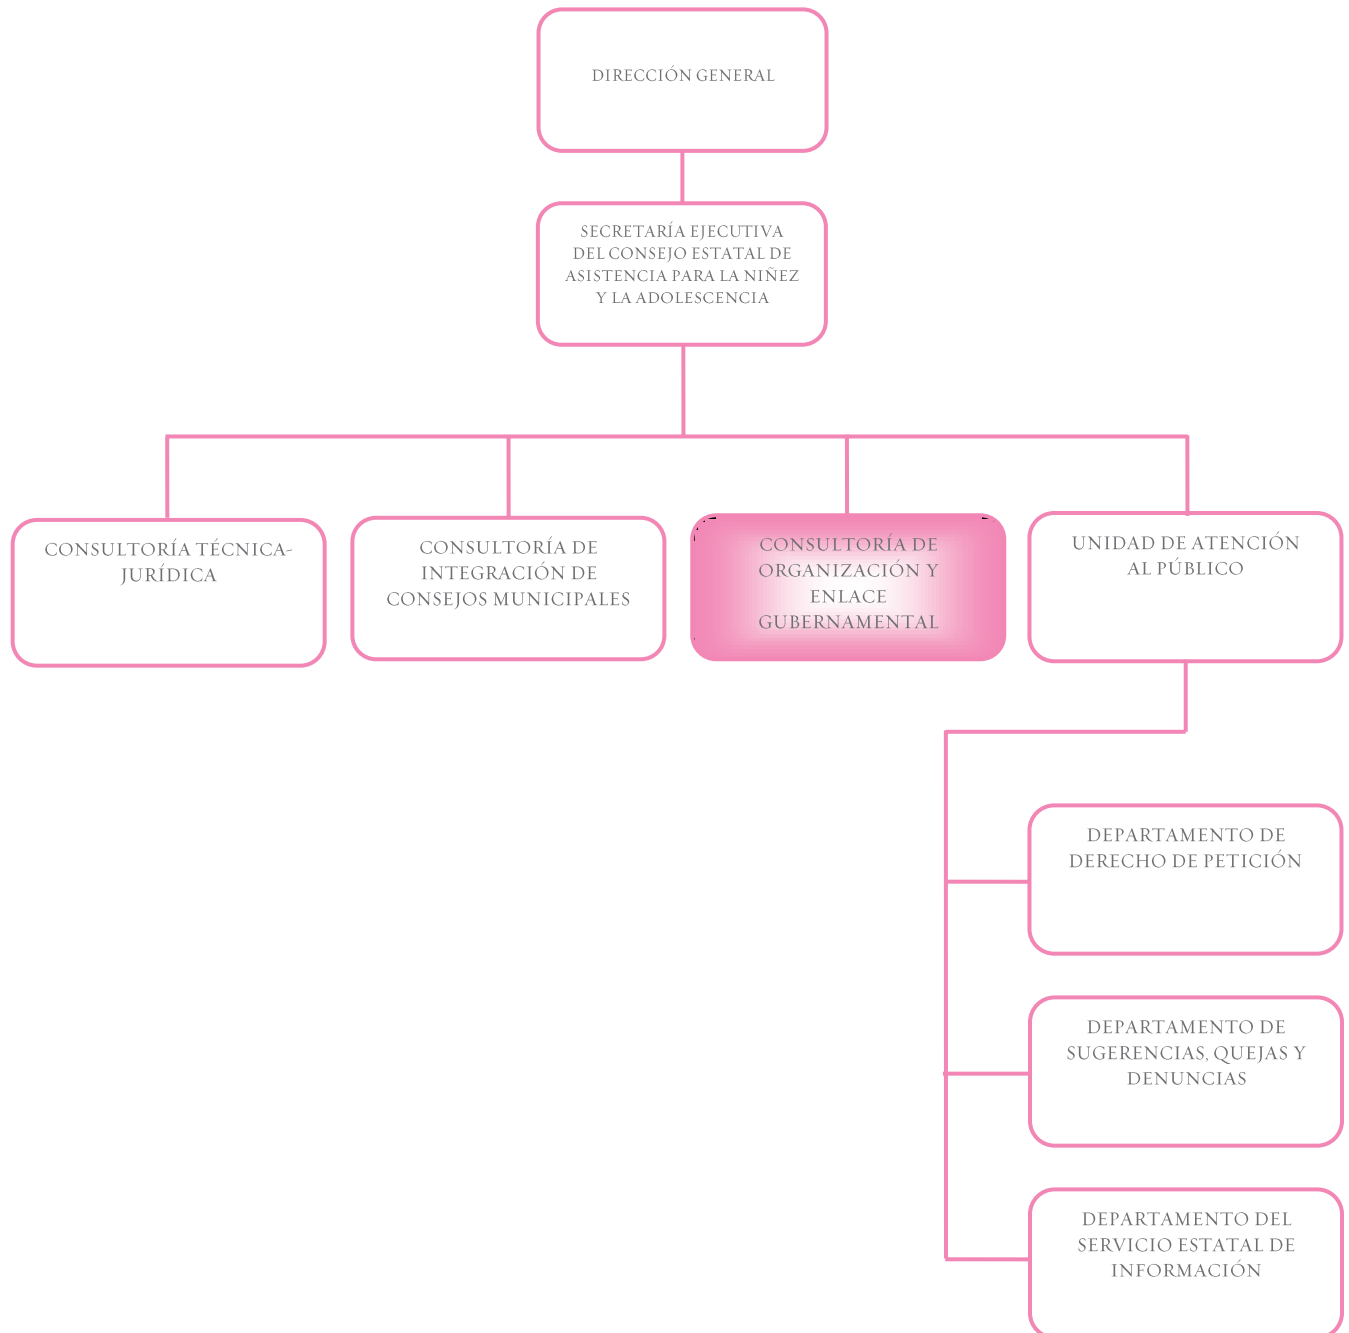 DIRECCIÓN GENERAL
SECRETARÍA EJECUTIVA
DEL CONSEJO ESTATAL DE
ASISTENCIA PARA LA NIÑEZ
Y LA ADOLESCENCIA
CONSULTORÍA TÉCNICA-
JURÍDICA
CONSULTORÍA DE
INTEGRACIÓN DE
CONSEJOS MUNICIPALES
CONSULTORÍA DE
ORGANIZACIÓN Y
ENLACE
GUBERNAMENTAL
UNIDAD DE ATENCIÓN
AL PÚBLICO
DEPARTAMENTO DE
DERECHO DE PETICIÓN
DEPARTAMENTO DE
SUGERENCIAS, QUEJAS Y
DENUNCIAS
DEPARTAMENTO DEL
SERVICIO ESTATAL DE
INFORMACIÓN